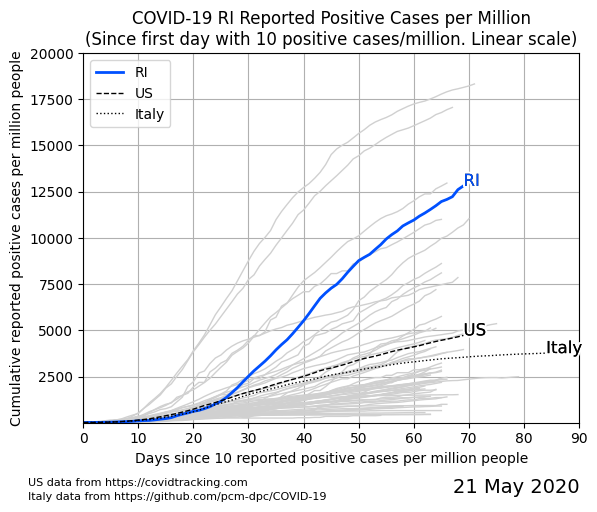 COVID-19 RI Reported Positive Cases per Million
(Since first day with 10 positive cases/million. Linear scale)
Cumulative reported positive cases per million people
20000
17500
15000
12500
10000
7500
5000
2500
RI
US
Italy
RI
US
Italy
0 10 20 30 40 50 60 70 80 90
Days since 10 reported positive cases per million people
US data from https://covidtracking.com
Italy data from https://github.com/pcm-dpc/COVID-19
21 May 2020